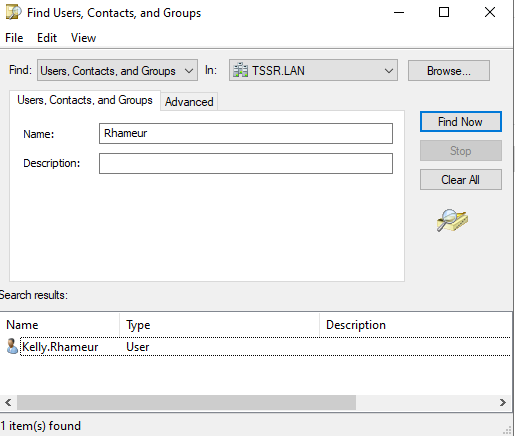 Find Users, Contacts, and Groups
File Edit View
Find: Users, Contacts, and Groups In: TSSR.LAN Browse...
Users, Contacts, and Groups Advanced
Find Now
Name: Rhameur
Stop
Description:
Clear All
Search results:
Name Type Description
Kelly.Rhameur User
1 item(s) found